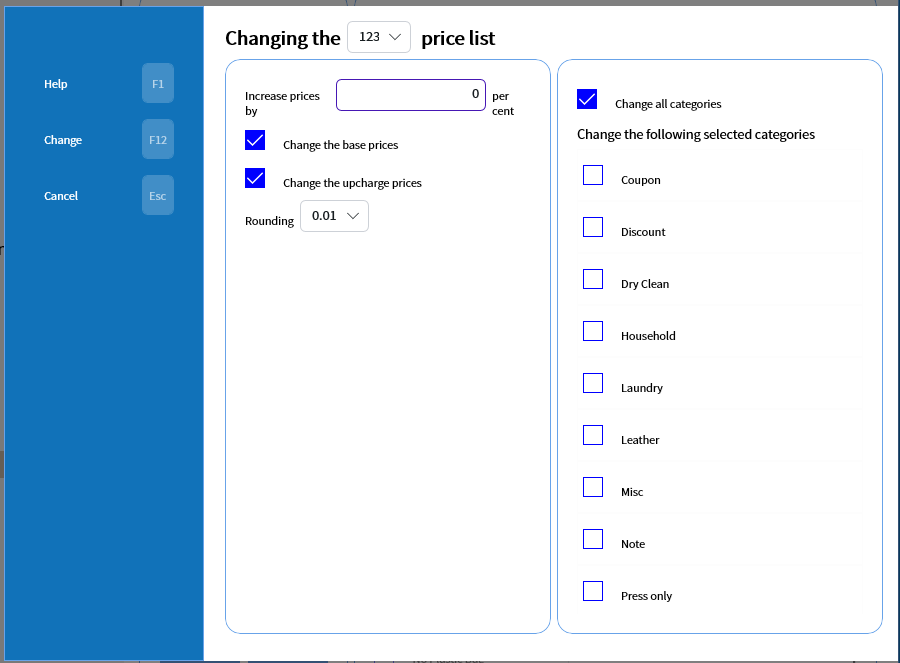 Help F1
Change F12
Cancel Esc
Changing the 123 price list
Increase prices by 0 per cent
Change the base prices
Change the upcharge prices
Rounding 0.01
Change all categories
Change the following selected categories
Coupon
Discount
Dry Clean
Household
Laundry
Leather
Misc
Note
Press only